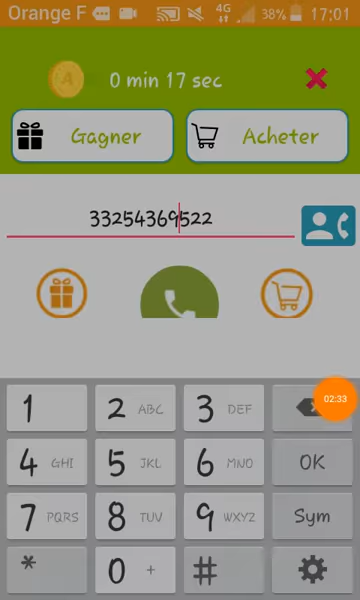 Orange F 4G 38% 17:01
A 0 min 17 sec
Gagner Acheter
33254369522
1 2 ABC 3 DEF
02:33
4 GHI 5 JKL 6 MNO OK
7 PQRS 8 TUV 9 WXYZ Sym
* 0 + #